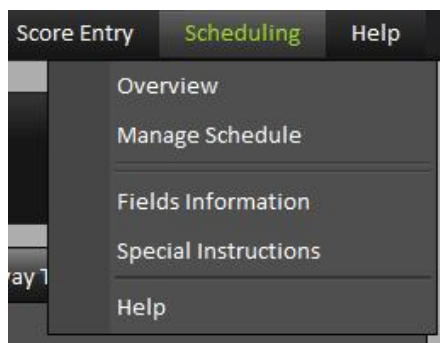 Score Entry Scheduling Help
Overview
Manage Schedule
Fields Information
Special Instructions
Help